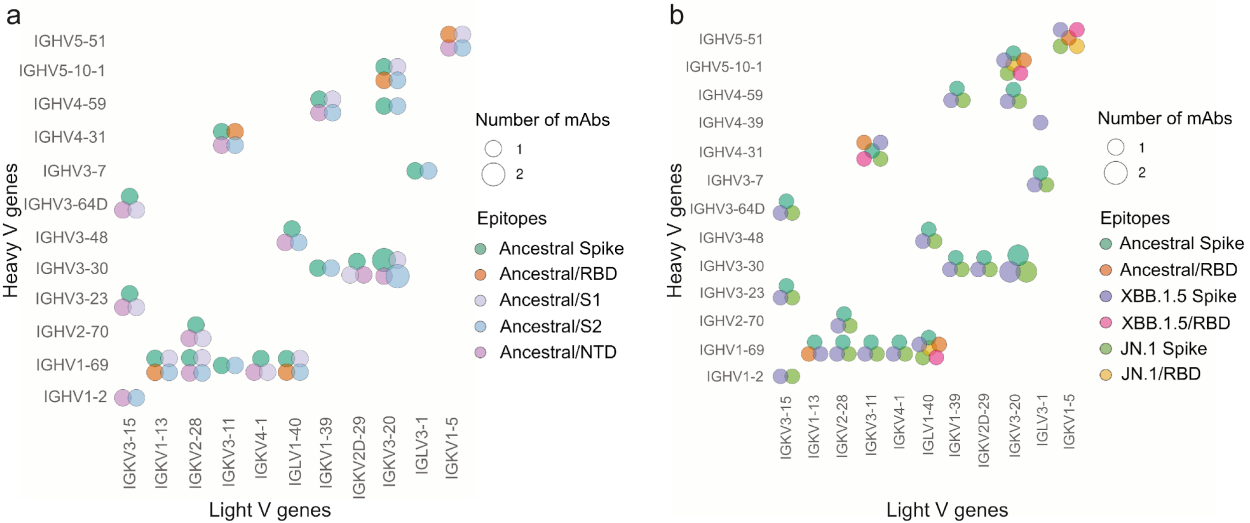 a
Heavy V genes
IGHV5-51
IGHV5-10-1
IGHV4-59
IGHV4-31
IGHV3-7
IGHV3-64D
IGHV3-48
IGHV3-30
IGHV3-23
IGHV2-70
IGHV1-69
IGHV1-2
IGKV3-15
IGKV1-13
IGKV2-28
IGKV3-11
IGKV4-1
IGLV1-40
IGKV1-39
IGKV2D-29
IGKV3-20
IGLV3-1
IGKV1-5
Light V genes
Number of mAbs
1
2
Epitopes
Ancestral Spike
Ancestral/RBD
Ancestral/S1
Ancestral/S2
Ancestral/NTD
b
Heavy V genes
IGHV5-51
IGHV5-10-1
IGHV4-59
IGHV4-39
IGHV4-31
IGHV3-7
IGHV3-64D
IGHV3-48
IGHV3-30
IGHV3-23
IGHV2-70
IGHV1-69
IGHV1-2
IGKV3-15
IGKV1-13
IGKV2-28
IGKV3-11
IGKV4-1
IGLV1-40
IGKV1-39
IGKV2D-29
IGKV3-20
IGLV3-1
IGKV1-5
Light V genes
Number of mAbs
1
2
Epitopes
Ancestral Spike
Ancestral/RBD
XBB.1.5 Spike
XBB.1.5/RBD
JN.1 Spike
JN.1/RBD